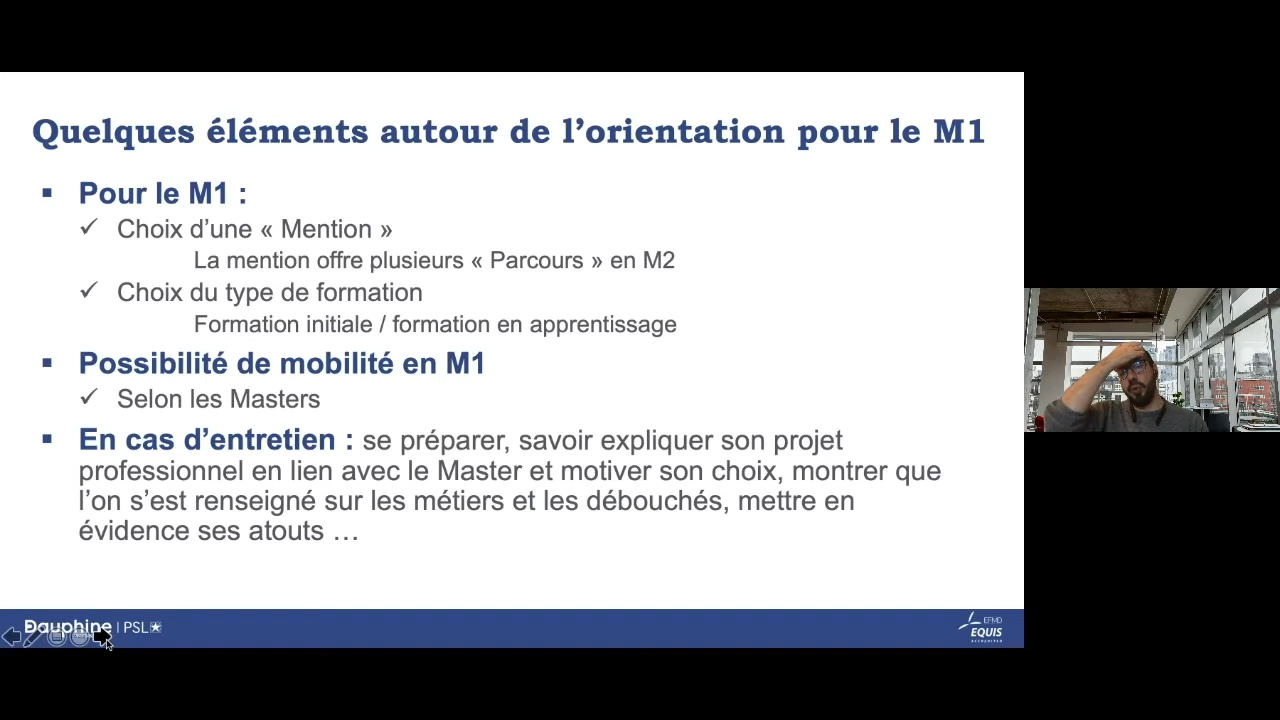 Quelques éléments autour de l’orientation pour le M1
Pour le M1 :
Choix d’une « Mention »
La mention offre plusieurs « Parcours » en M2
Choix du type de formation
Formation initiale / formation en apprentissage
Possibilité de mobilité en M1
Selon les Masters
En cas d’entretien : se préparer, savoir expliquer son projet
professionnel en lien avec le Master et motiver son choix, montrer que
l’on s’est renseigné sur les métiers et les débouchés, mettre en
évidence ses atouts …
Dauphine | PSL
EFMD
EQUIS
ACCREDITED